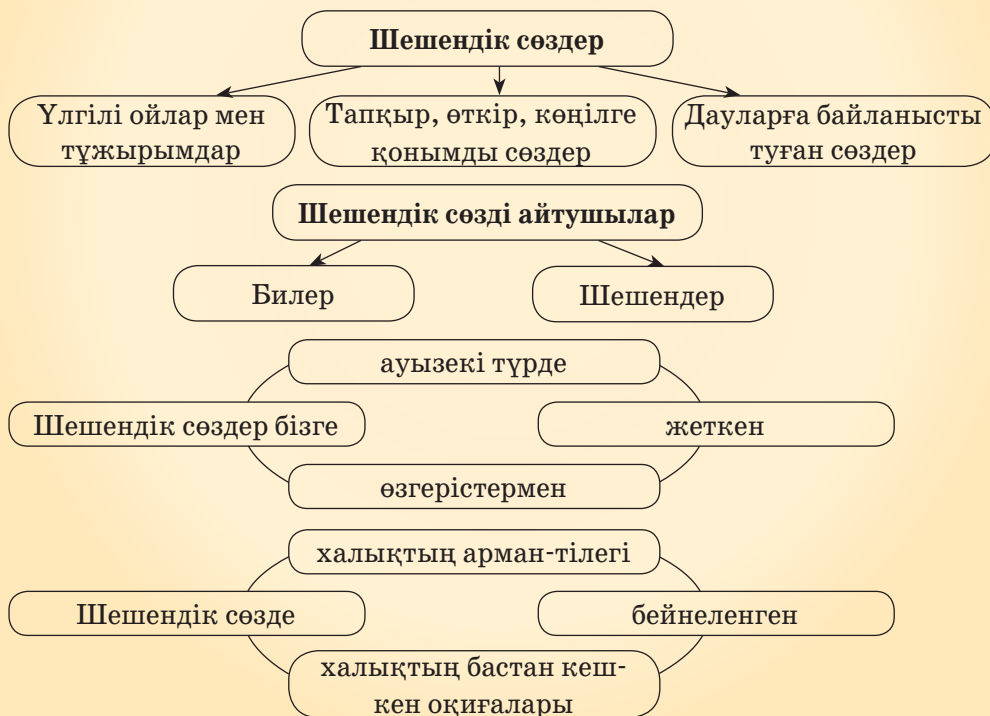 Шешендік сөздер
Үлгілі ойлар мен
тұжырымдар
Тапқыр, өткір, көңілге
қонымды сөздер
Дауларға байланысты
туған сөздер
Шешендік сөзді айтушылар
Билер
Шешендер
ауызекі түрде
Шешендік сөздер бізге
жеткен
өзгерістермен
халықтың арман-тілегі
Шешендік сөзде
бейнеленген
халықтың бастан кеш-
кен оқиғалары